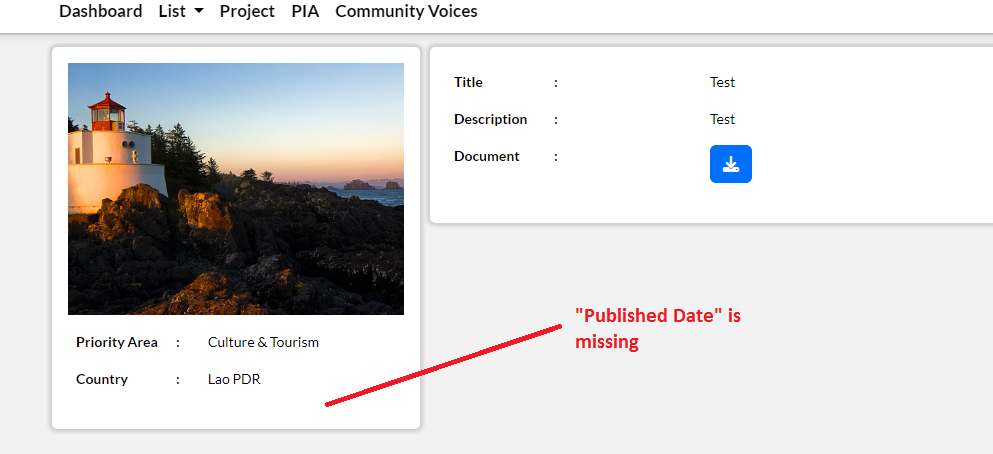 Dashboard List Project PIA Community Voices
Title : Test
Description : Test
Document :
"Published Date" is
missing
Priority Area : Culture & Tourism
Country : Lao PDR